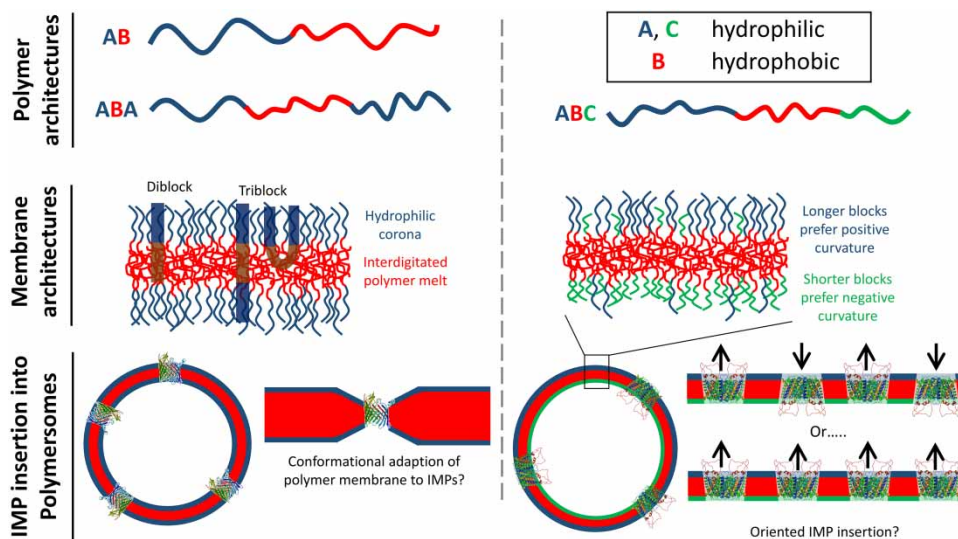 Polymer
architectures
AB
ABA
A, C hydrophilic
B hydrophobic
ABC
Membrane
architectures
Diblock
Triblock
Hydrophilic
corona
Interdigitated
polymer melt
Longer blocks
prefer positive
curvature
Shorter blocks
prefer negative
curvature
IMP insertion into
Polymersomes
Conformational adaption of
polymer membrane to IMPs?
Or.....
Oriented IMP insertion?